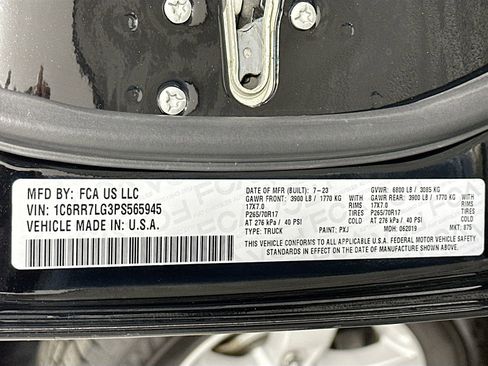 MFD BY: FCA US LLC
VIN: 1C6RR7LG3PS565945
VEHICLE MADE IN: U.S.A.
DATE OF MFR (BUILT): 7-23
GVWR: 6800 LB / 3085 KG
GAWR FRONT: 3900 LB / 1770 KG
GAWR REAR: 3900 LB / 1770 KG
17X7.0 RIMS
17X7.0 RIMS
P265/70R17 TIRES
P265/70R17 TIRES
AT 276 kPa / 40 PSI COLD
AT 276 kPa / 40 PSI COLD
TYPE: TRUCK PAINT: PXJ MDH: 062019 MKT: 875
THIS VEHICLE CONFORMS TO ALL APPLICABLE U.S.A. FEDERAL MOTOR VEHICLE SAFETY
STANDARDS IN EFFECT ON THE DATE OF MANUFACTURE SHOWN ABOVE.